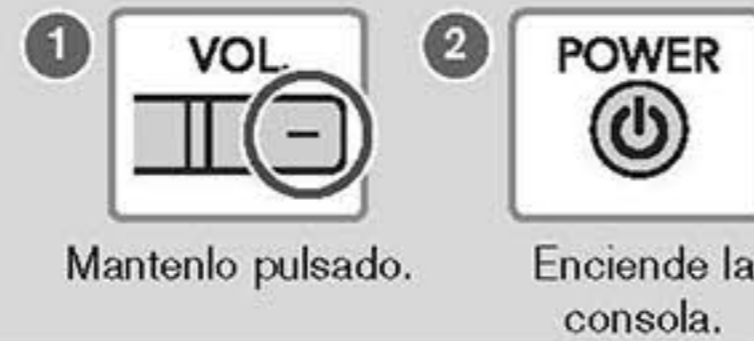 1
VOL.
−
2
POWER
Mantenlo pulsado.
Enciende la
consola.